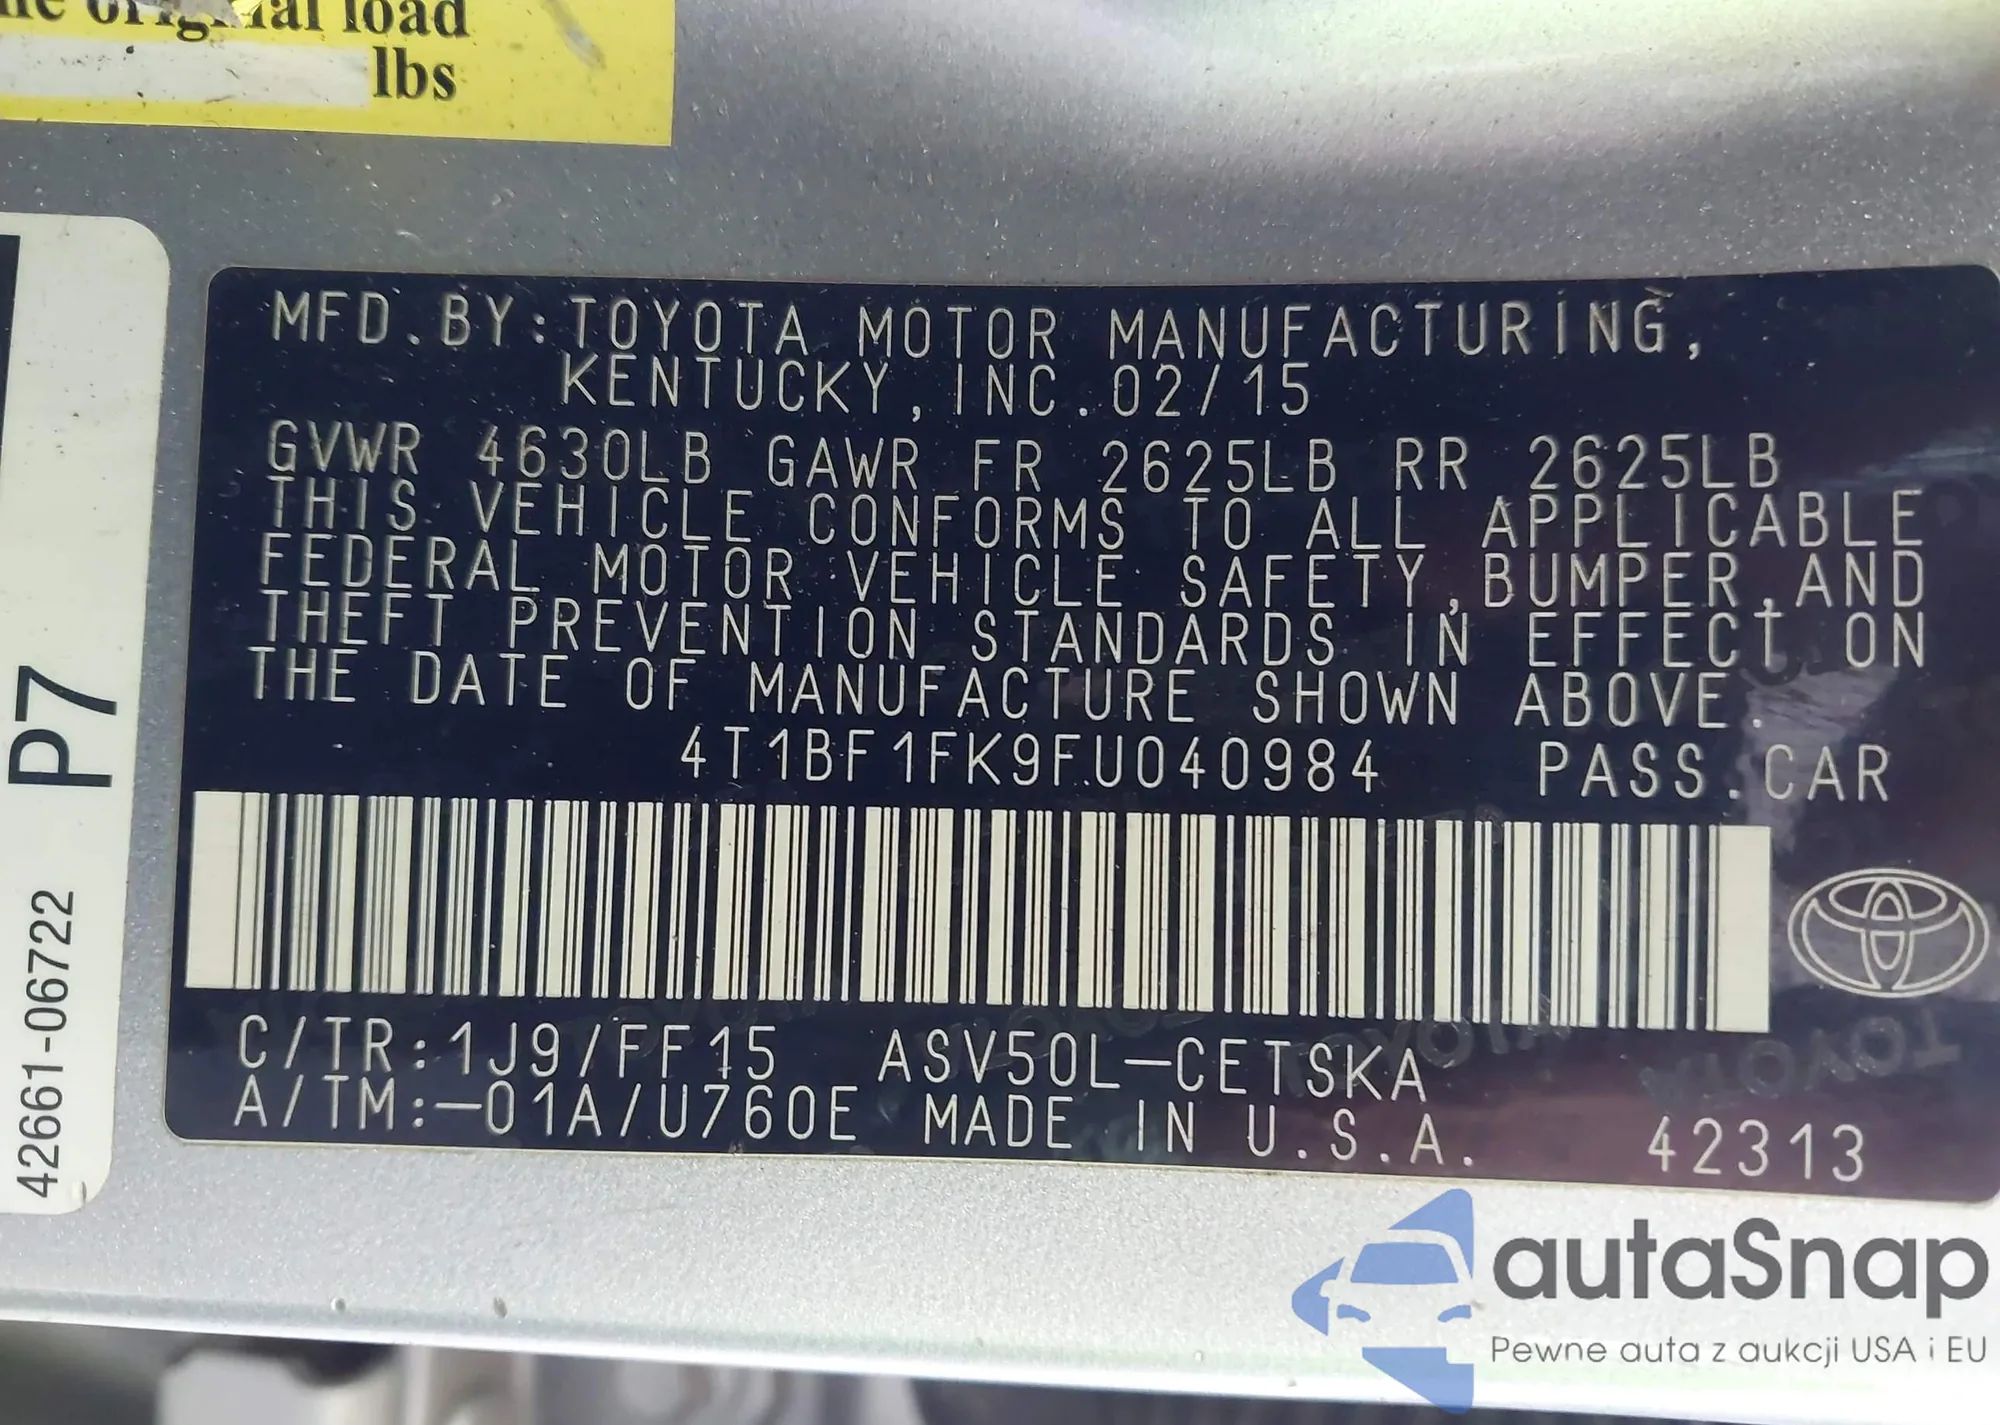 original load
lbs
MFD.BY:TOYOTA MOTOR MANUFACTURING,
KENTUCKY,INC.02/15
GVWR 4630LB GAWR FR 2625LB RR 2625LB
THIS VEHICLE CONFORMS TO ALL APPLICABLE
FEDERAL MOTOR VEHICLE SAFETY,BUMPER,AND
THEFT PREVENTION STANDARDS IN EFFECT ON
THE DATE OF MANUFACTURE SHOWN ABOVE.
4T1BF1FK9FU040984 PASS.CAR
C/TR:1J9/FF15 ASV50L-CETSKA
A/TM:-01A/U760E MADE IN U.S.A.
42313
P7
42661-06722
autaSnap
Pewne auta z aukcji USA i EU